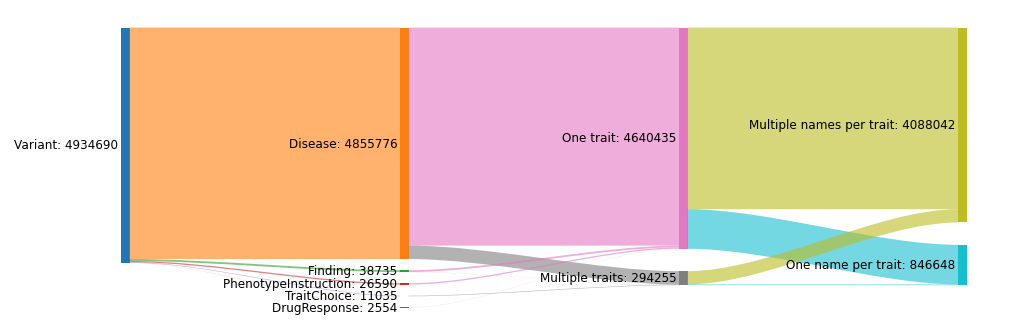 Variant: 4934690
Disease: 4855776
Finding: 38735
PhenotypeInstruction: 26590
TraitChoice: 11035
DrugResponse: 2554
One trait: 4640435
Multiple traits: 294255
Multiple names per trait: 4088042
One name per trait: 846648